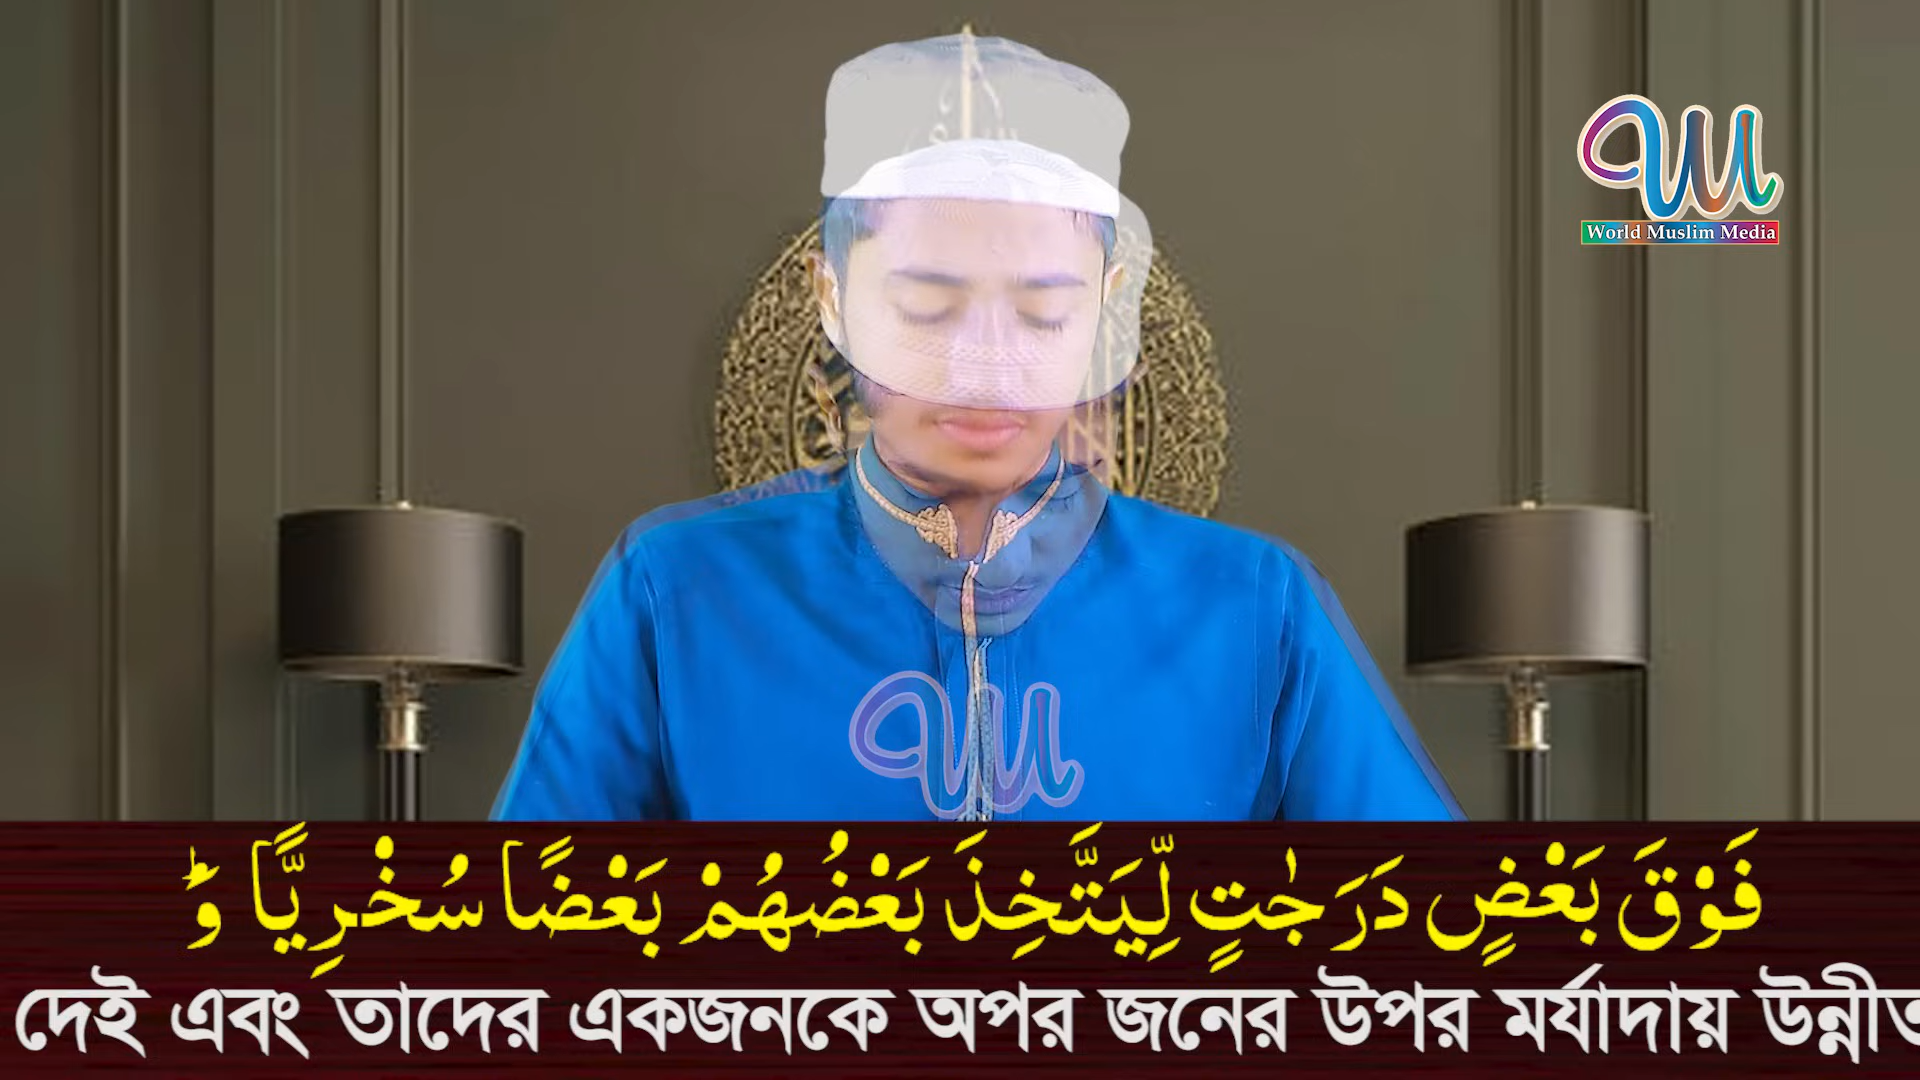 World Muslim Media
فَوْقَ بَعْضٍ دَرَجٰتٍ لِّيَتَّخِذَ بَعْضُهُمْ بَعْضًا سُخْرِيًّا ؕ وَ
দেই এবং তাদের একজনকে অপর জনের উপর মর্যাদায় উন্নীত